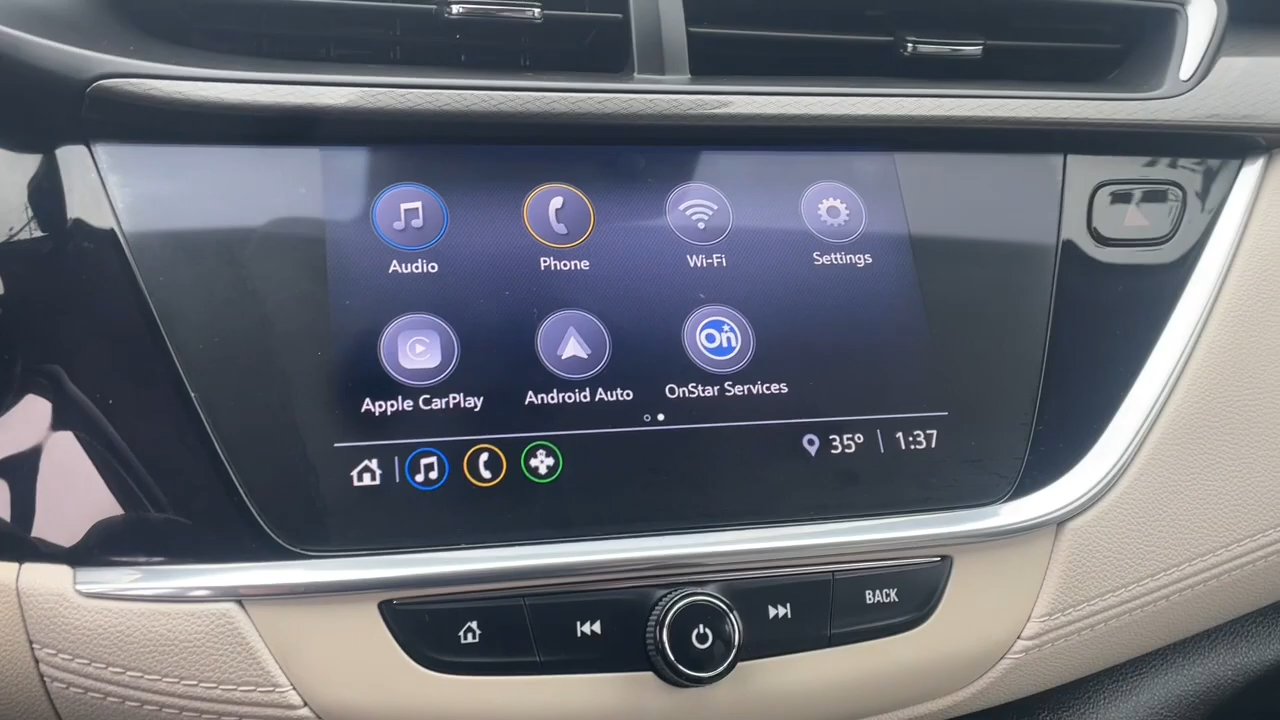 Audio Phone Wi-Fi Settings
On
Apple CarPlay Android Auto OnStar Services
35° 1:37
BACK